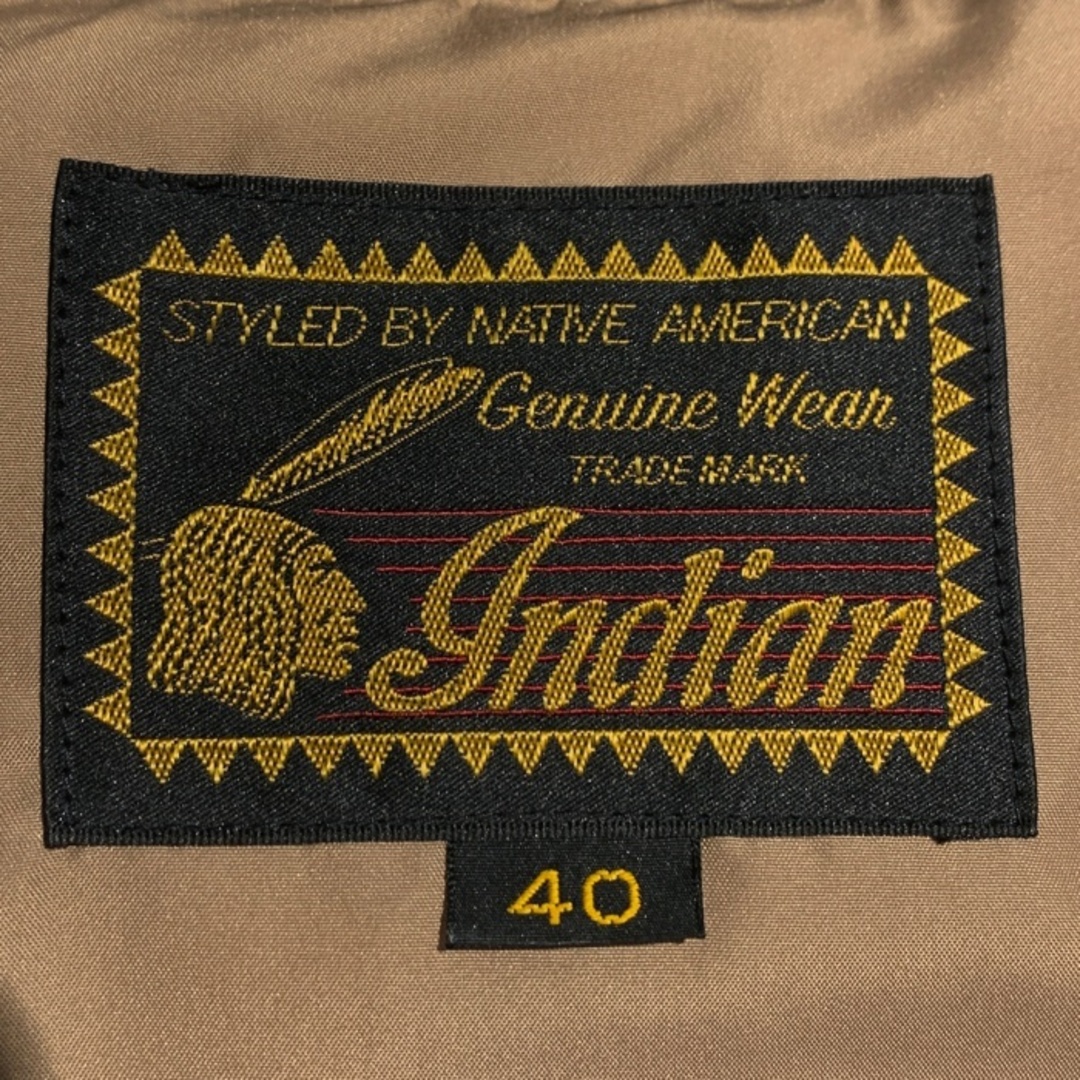 STYLED BY NATIVE AMERICAN
Genuine Wear
TRADE MARK
Indian
40